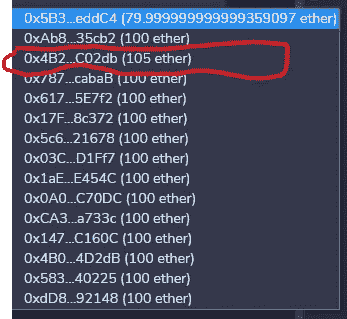 0x5B3...eddC4 (79.999999999999359097 ether)
0xAb8...35cb2 (100 ether)
0x4B2...C02db (105 ether)
0x787...cabaB (100 ether)
0x617...5E7f2 (100 ether)
0x17F...8c372 (100 ether)
0x5c6...21678 (100 ether)
0x03C...D1Ff7 (100 ether)
0x1aE...E454C (100 ether)
0x0A0...C70DC (100 ether)
0xCA3...a733c (100 ether)
0x147...C160C (100 ether)
0x4B0...4D2dB (100 ether)
0x583...40225 (100 ether)
0xdD8...92148 (100 ether)